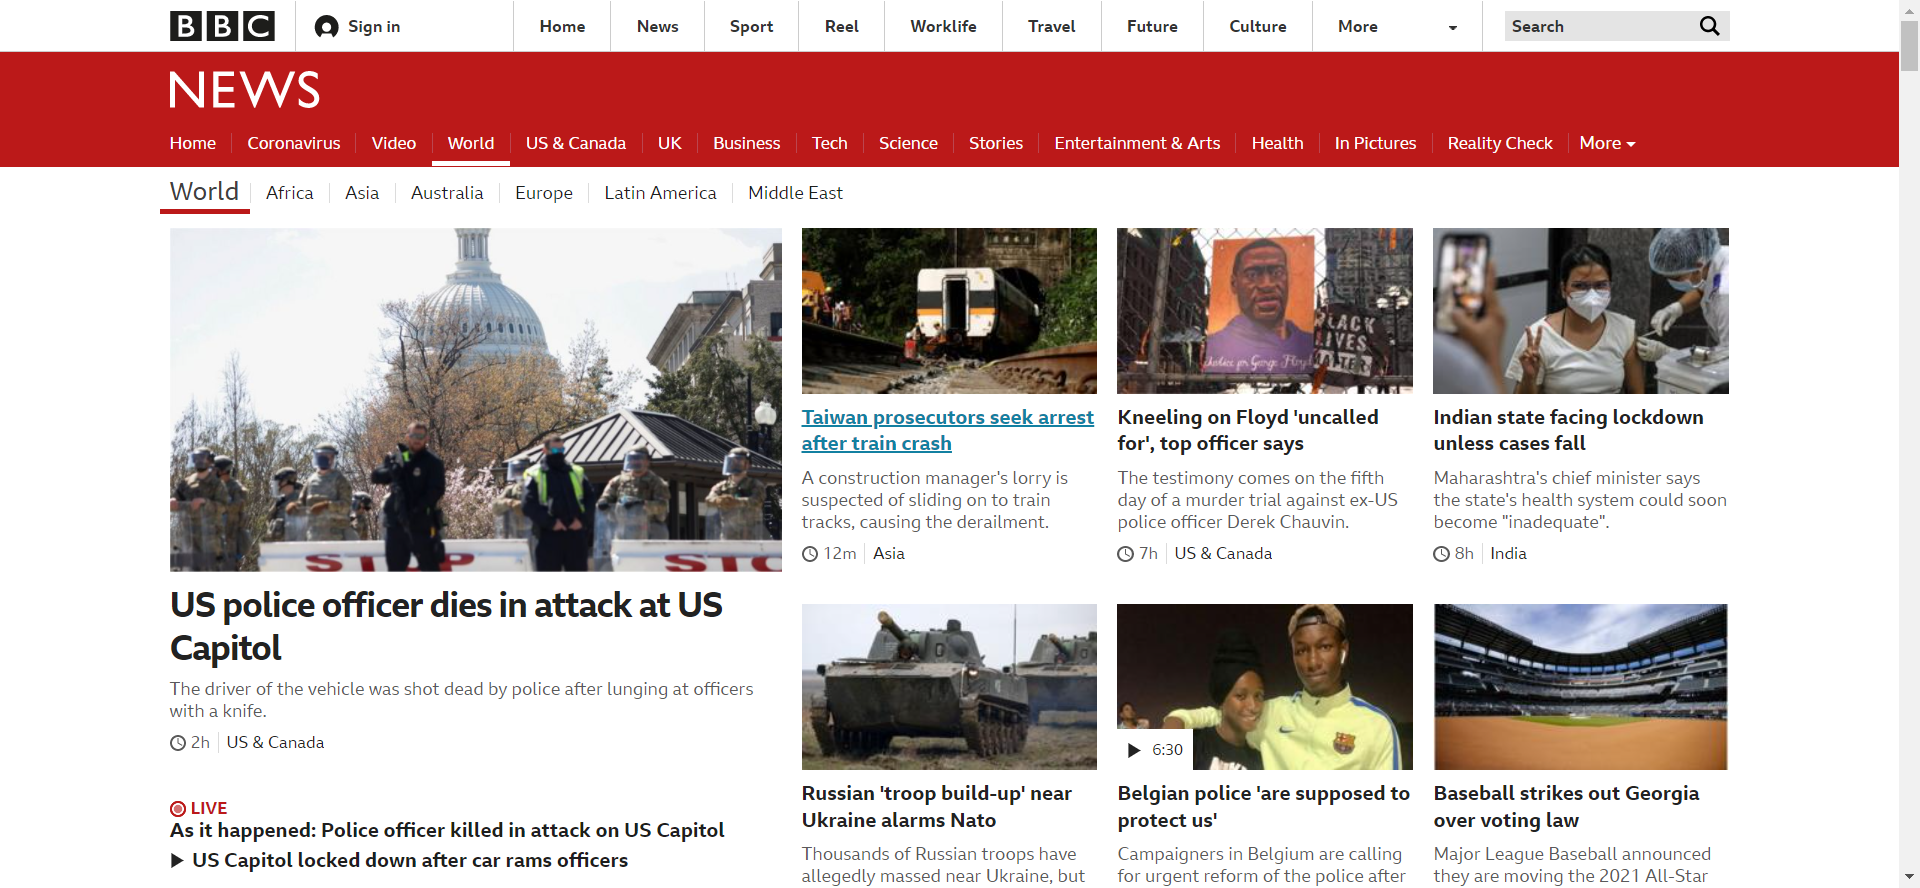 BBC Sign in Home News Sport Reel Worklife Travel Future Culture More Search
NEWS
Home Coronavirus Video World US & Canada UK Business Tech Science Stories Entertainment & Arts Health In Pictures Reality Check More
World Africa Asia Australia Europe Latin America Middle East
STOP
US police officer dies in attack at US
Capitol
The driver of the vehicle was shot dead by police after lunging at officers
with a knife.
2h US & Canada
LIVE
As it happened: Police officer killed in attack on US Capitol
US Capitol locked down after car rams officers
Taiwan prosecutors seek arrest
after train crash
A construction manager's lorry is
suspected of sliding on to train
tracks, causing the derailment.
12m Asia
Justice for George Floyd
BLACK
LIVES
MATTER
Kneeling on Floyd 'uncalled
for', top officer says
The testimony comes on the fifth
day of a murder trial against ex-US
police officer Derek Chauvin.
7h US & Canada
Indian state facing lockdown
unless cases fall
Maharashtra's chief minister says
the state's health system could soon
become "inadequate".
8h India
Russian 'troop build-up' near
Ukraine alarms Nato
Thousands of Russian troops have
allegedly massed near Ukraine, but
6:30
Belgian police 'are supposed to
protect us'
Campaigners in Belgium are calling
for urgent reform of the police after
Baseball strikes out Georgia
over voting law
Major League Baseball announced
they are moving the 2021 All-Star